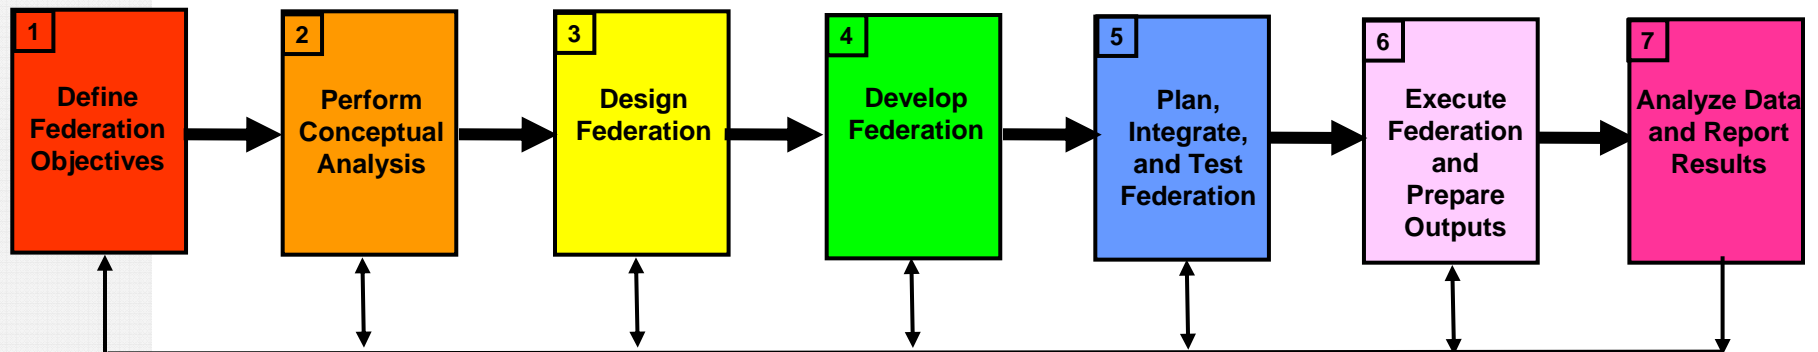 1
Define
Federation
Objectives
2
Perform
Conceptual
Analysis
3
Design
Federation
4
Develop
Federation
5
Plan,
Integrate,
and Test
Federation
6
Execute
Federation
and
Prepare
Outputs
7
Analyze Data
and Report
Results